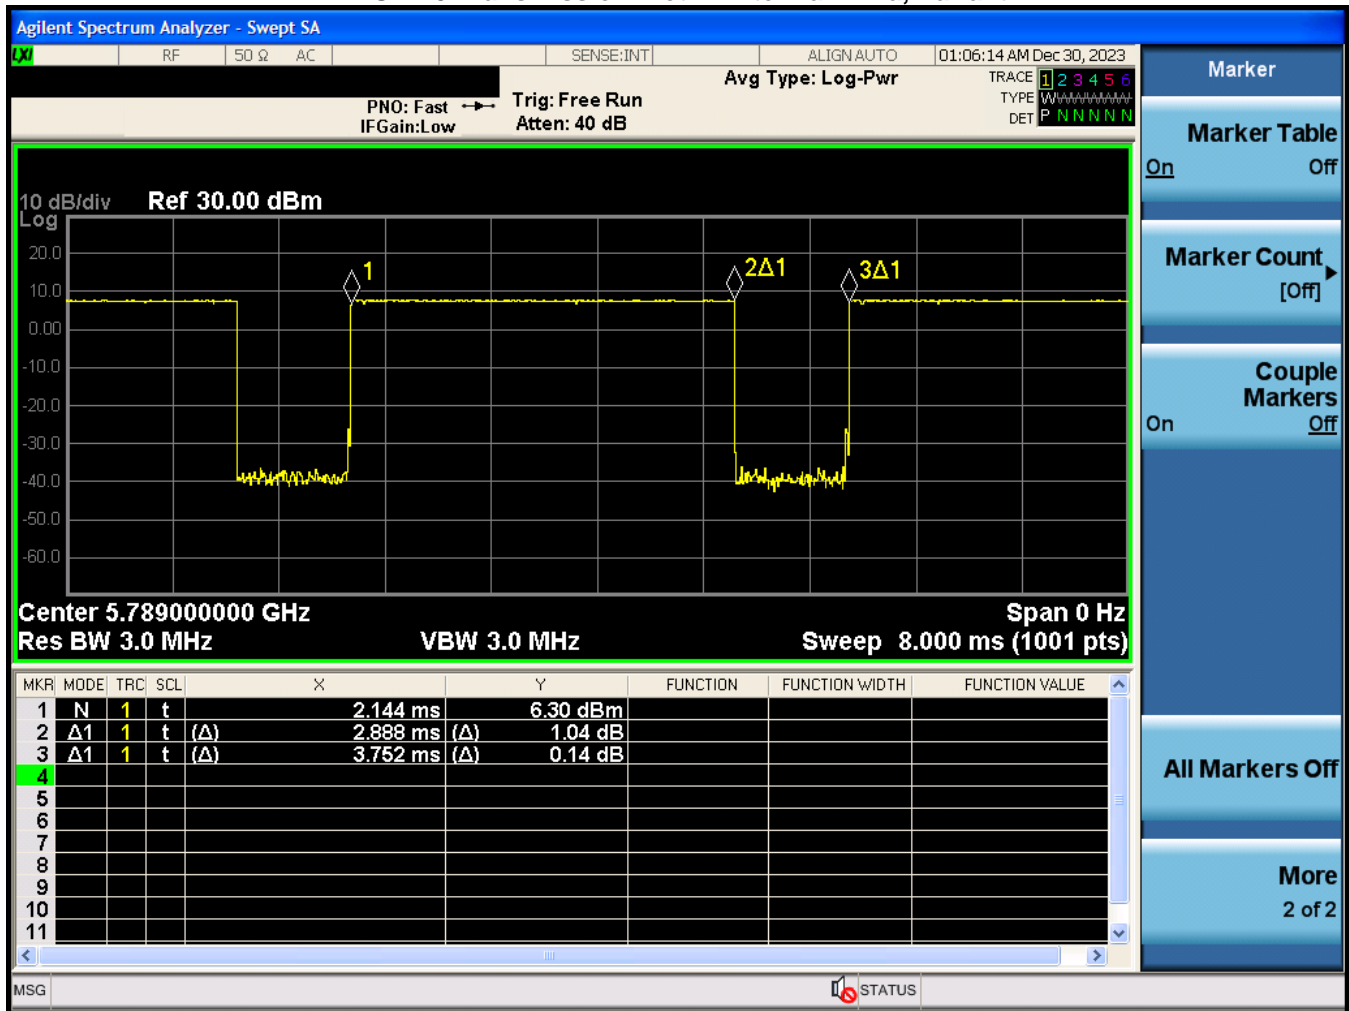 Agilent Spectrum Analyzer - Swept SA
LXI RF 50 Ω AC SENSE:INT ALIGN AUTO 01:06:14 AM Dec 30, 2023
Avg Type: Log-Pwr
TRACE 1 2 3 4 5 6
PNO: Fast Trig: Free Run
TYPE W
IFGain:Low Atten: 40 dB
DET P N N N N N
10 dB/div Ref 30.00 dBm
Log
20.0
10.0
0.00
-10.0
-20.0
-30.0
-40.0
-50.0
-60.0
1
2Δ1
3Δ1
Center 5.789000000 GHz Span 0 Hz
Res BW 3.0 MHz VBW 3.0 MHz Sweep 8.000 ms (1001 pts)
MKR MODE TRC SCL X Y FUNCTION FUNCTION WIDTH FUNCTION VALUE
1 N 1 t 2.144 ms 6.30 dBm
2 Δ1 1 t (Δ) 2.888 ms (Δ) 1.04 dB
3 Δ1 1 t (Δ) 3.752 ms (Δ) 0.14 dB
4
5
6
7
8
9
10
11
MSG STATUS
Marker
Marker Table
On Off
Marker Count
[Off]
Couple
Markers
On Off
All Markers Off
More
2 of 2